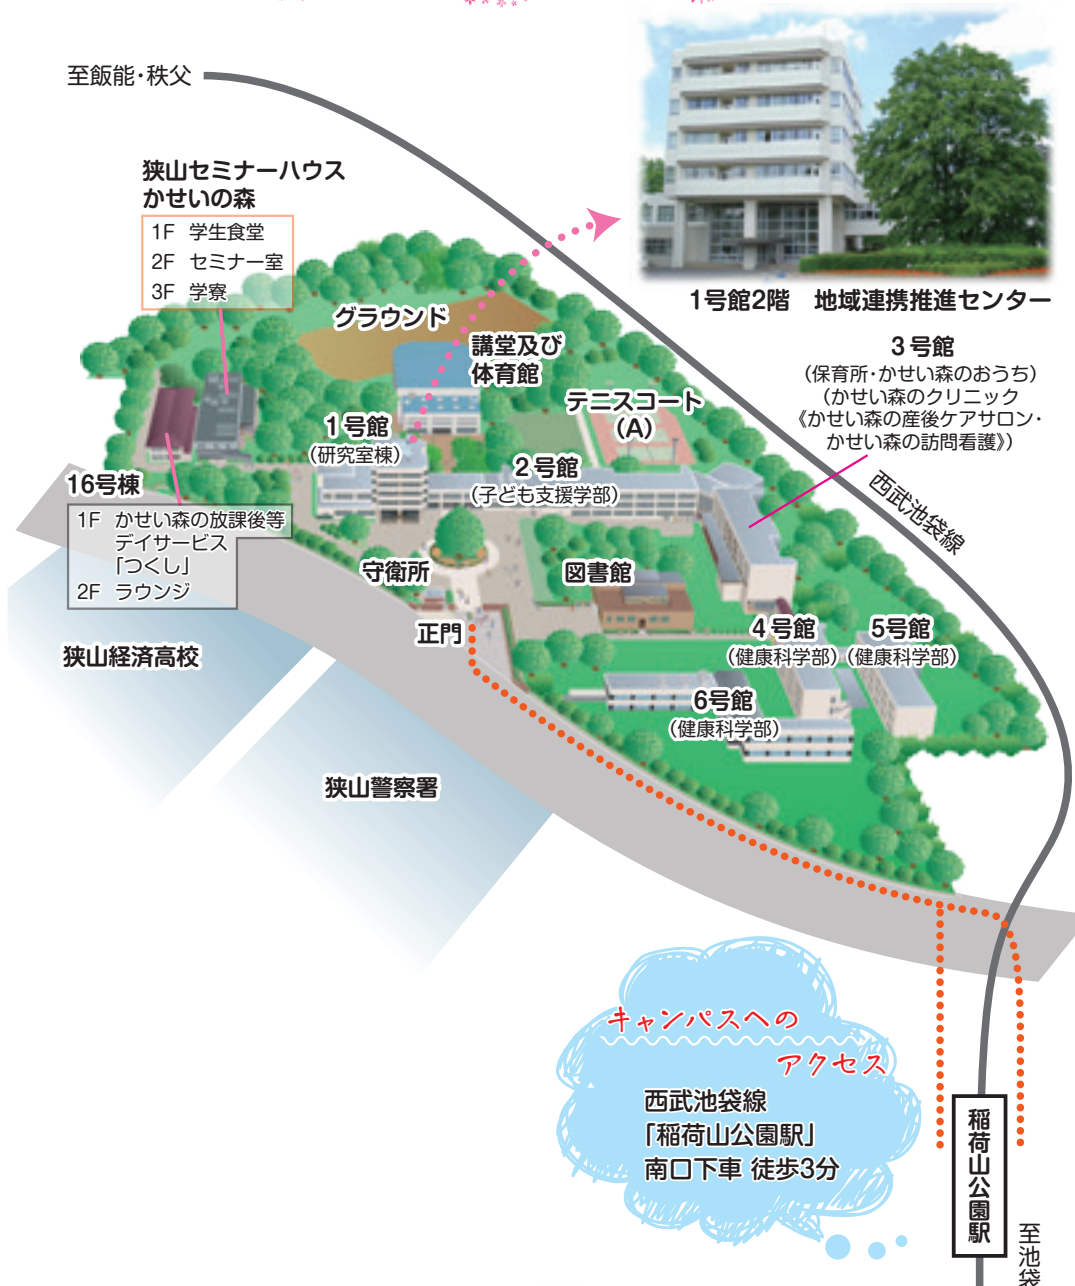 至飯能・秩父
狭山セミナーハウス
かせいの森
1F 学生食堂
2F セミナー室
3F 学寮
1号館2階 地域連携推進センター
グラウンド
講堂及び
体育館
3号館
(保育所・かせい森のおうち)
(かせい森のクリニック
《かせい森の産後ケアサロン・
かせい森の訪問看護》)
テニスコート
(A)
1号館
(研究室棟)
2号館
(子ども支援学部)
西武池袋線
16号棟
1F かせい森の放課後等
デイサービス
「つくし」
2F ラウンジ
守衛所
図書館
正門
4号館
(健康科学部)
5号館
(健康科学部)
狭山経済高校
6号館
(健康科学部)
狭山警察署
キャンパスへの
アクセス
西武池袋線
「稲荷山公園駅」
南口下車 徒歩3分
稲荷山公園駅
至池袋